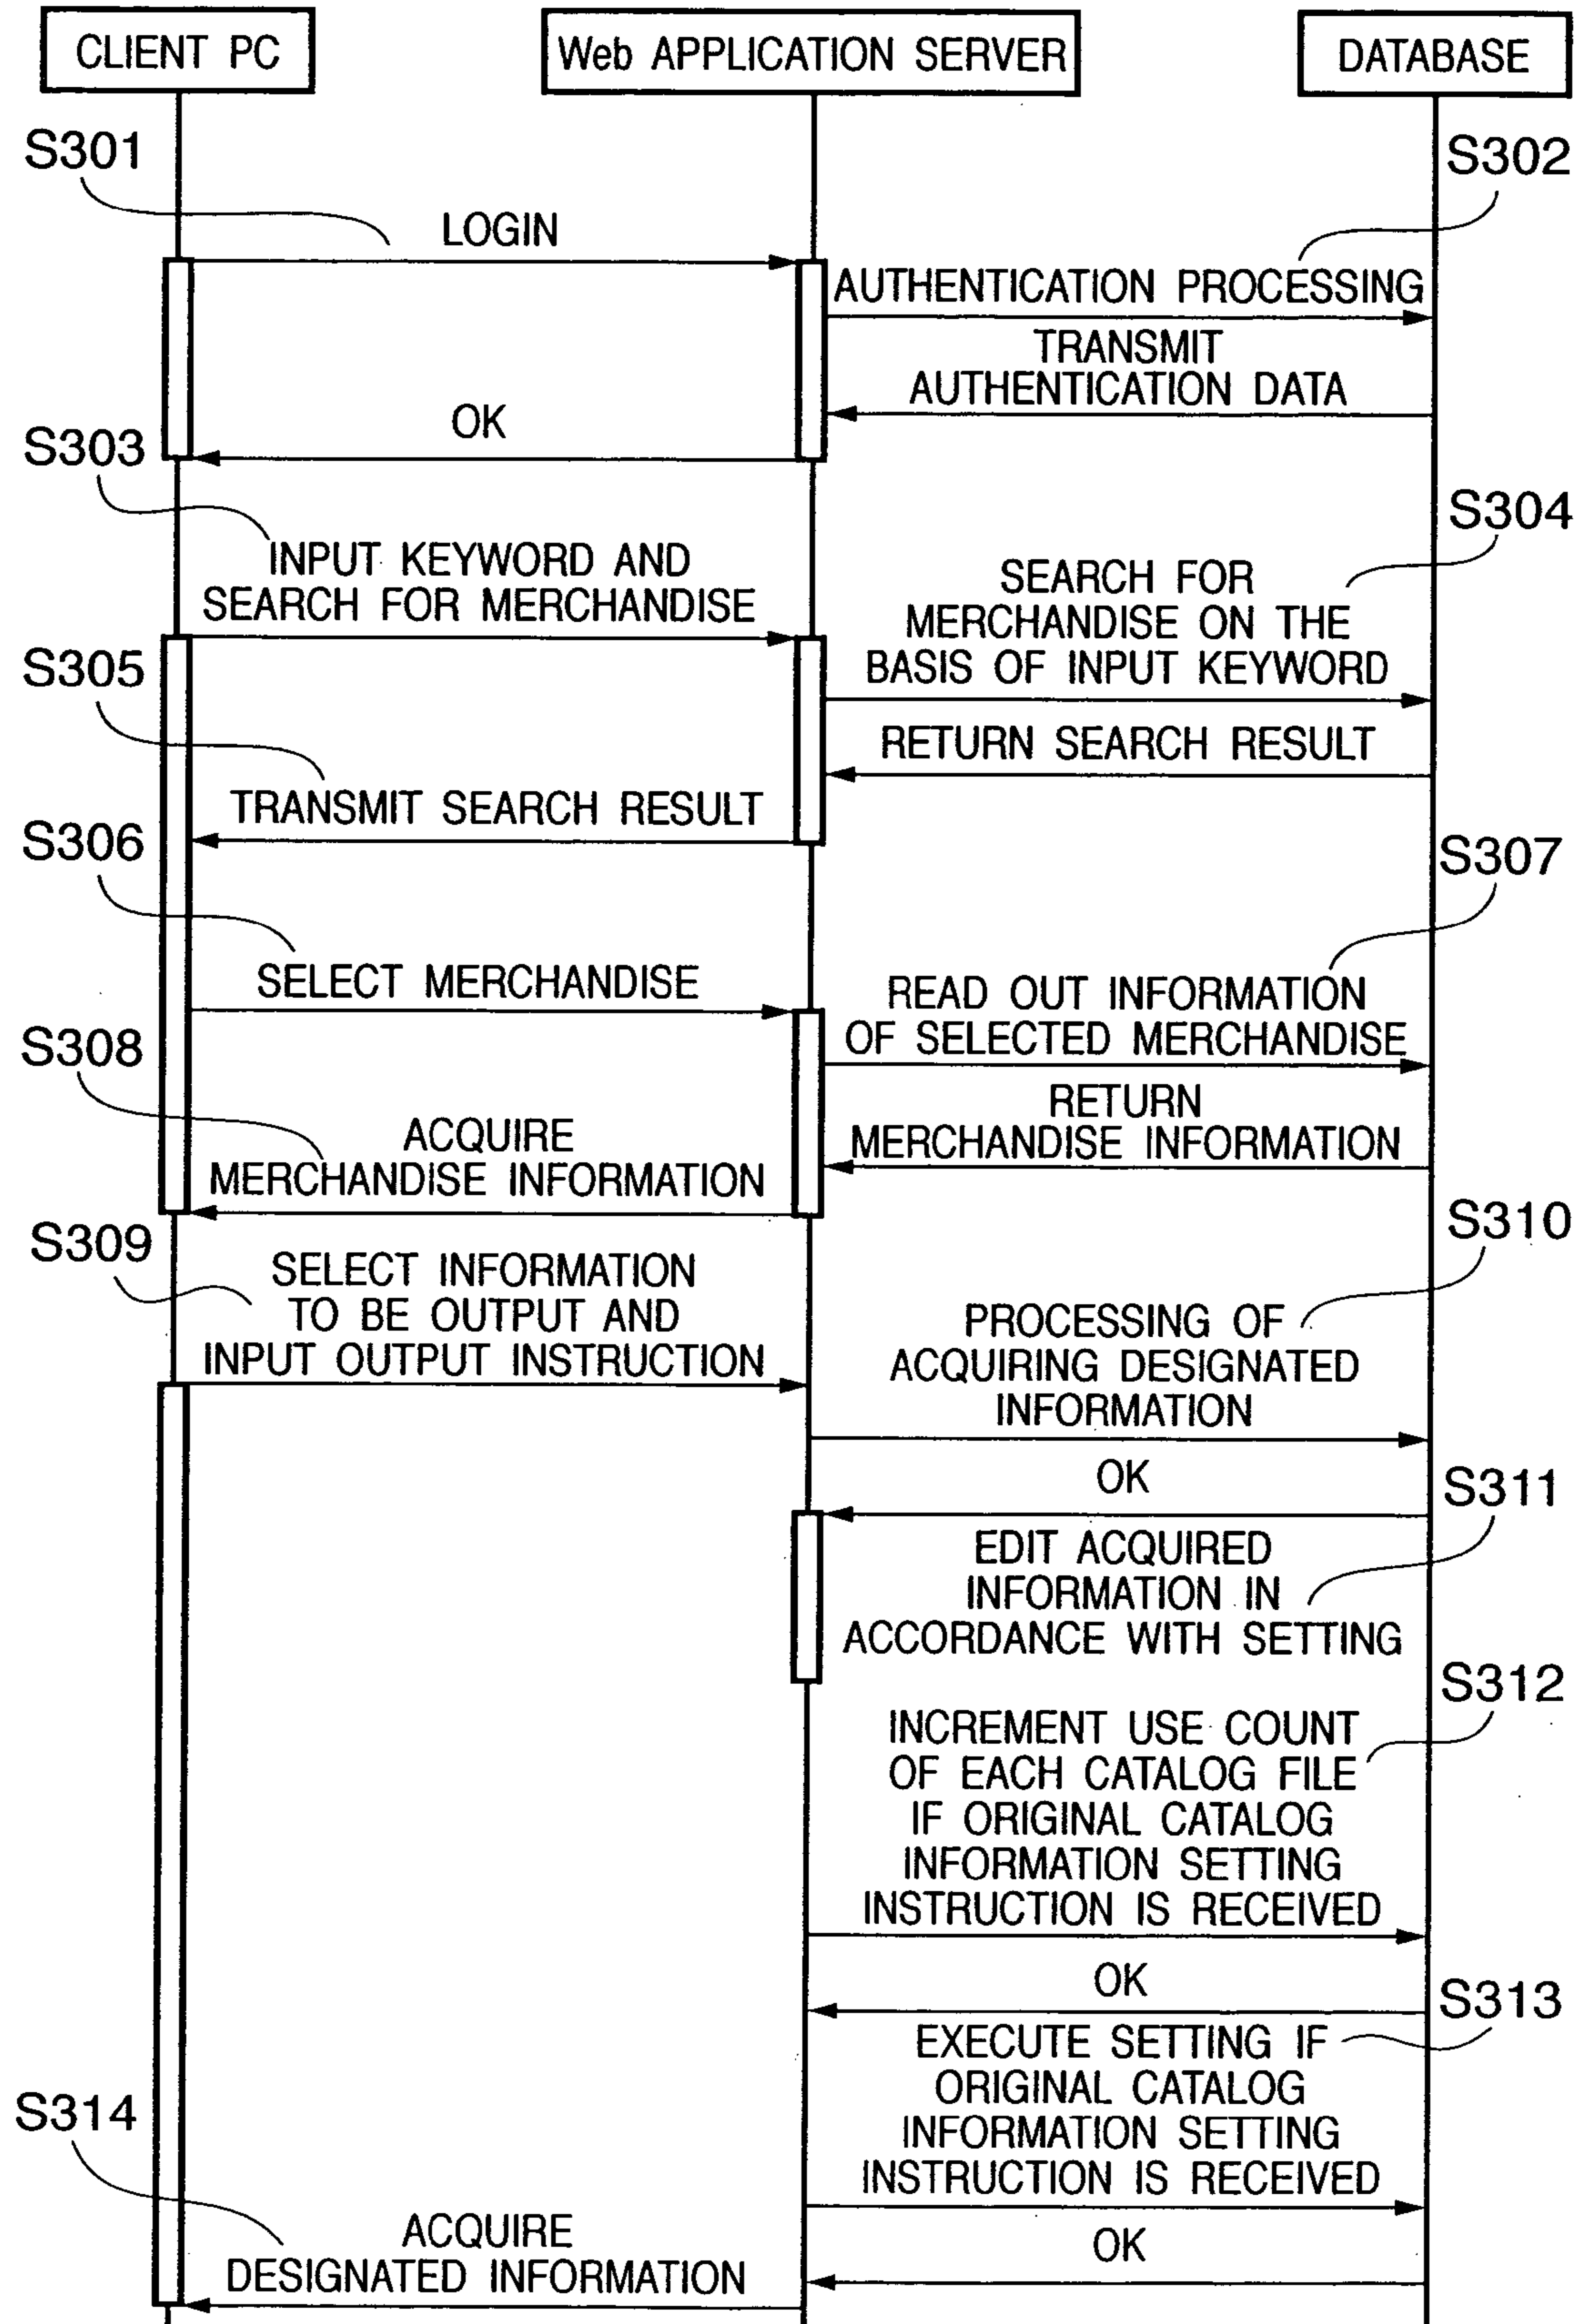 CLIENT PC
Web APPLICATION SERVER
DATABASE
S301
S302
LOGIN
AUTHENTICATION PROCESSING
TRANSMIT
AUTHENTICATION DATA
OK
S303
S304
INPUT KEYWORD AND
SEARCH FOR MERCHANDISE
SEARCH FOR
MERCHANDISE ON THE
BASIS OF INPUT KEYWORD
S305
RETURN SEARCH RESULT
TRANSMIT SEARCH RESULT
S306
S307
SELECT MERCHANDISE
READ OUT INFORMATION
OF SELECTED MERCHANDISE
S308
RETURN
MERCHANDISE INFORMATION
ACQUIRE
MERCHANDISE INFORMATION
S309
S310
SELECT INFORMATION
TO BE OUTPUT AND
INPUT OUTPUT INSTRUCTION
PROCESSING OF
ACQUIRING DESIGNATED
INFORMATION
OK
S311
EDIT ACQUIRED
INFORMATION IN
ACCORDANCE WITH SETTING
S312
INCREMENT USE COUNT
OF EACH CATALOG FILE
IF ORIGINAL CATALOG
INFORMATION SETTING
INSTRUCTION IS RECEIVED
OK
S313
EXECUTE SETTING IF
ORIGINAL CATALOG
INFORMATION SETTING
INSTRUCTION IS RECEIVED
S314
ACQUIRE
DESIGNATED INFORMATION
OK